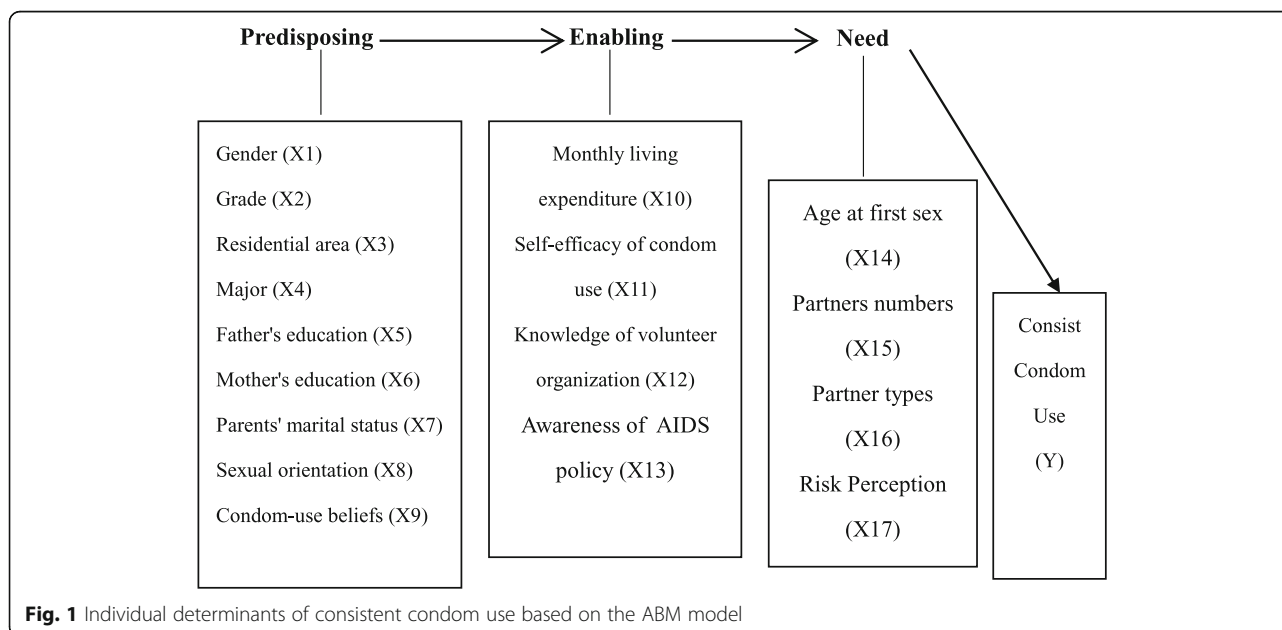 Predisposing Enabling Need
Gender (X1)
Grade (X2)
Residential area (X3)
Major (X4)
Father's education (X5)
Mother's education (X6)
Parents' marital status (X7)
Sexual orientation (X8)
Condom-use beliefs (X9)
Monthly living
expenditure (X10)
Self-efficacy of condom
use (X11)
Knowledge of volunteer
organization (X12)
Awareness of AIDS
policy (X13)
Age at first sex
(X14)
Partners numbers
(X15)
Partner types
(X16)
Risk Perception
(X17)
Consist
Condom
Use
(Y)
Fig. 1 Individual determinants of consistent condom use based on the ABM model